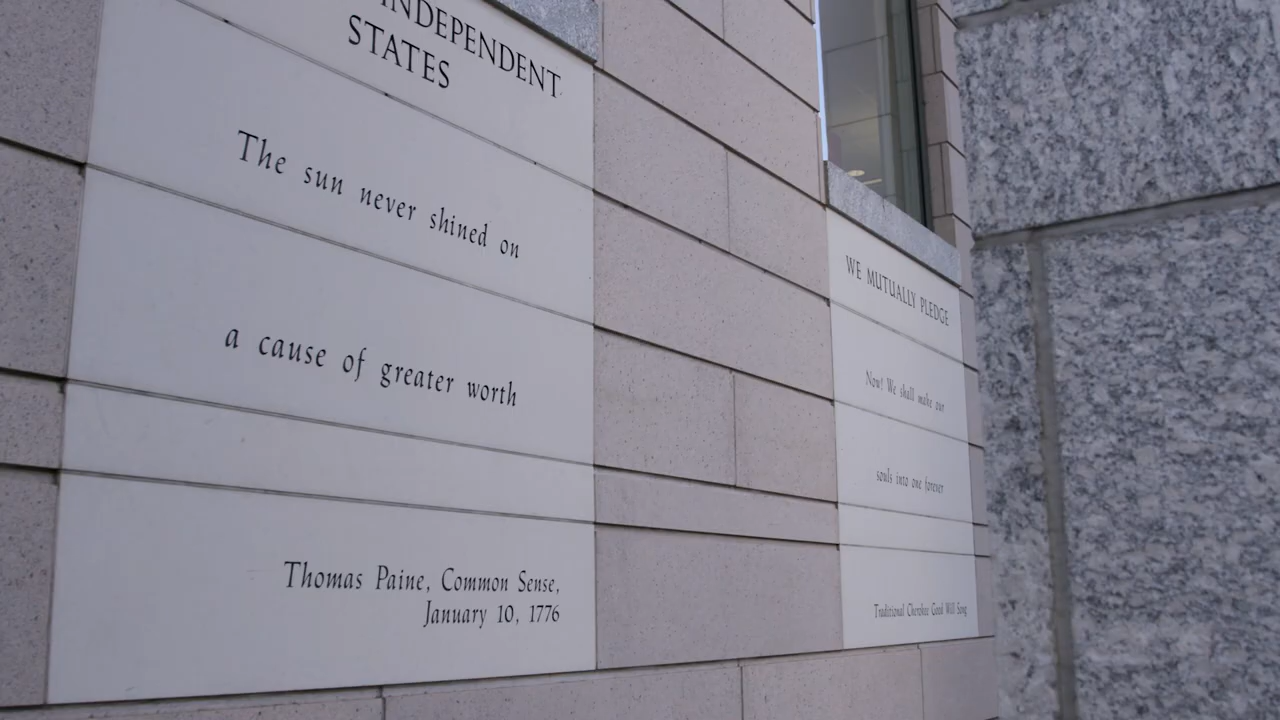 INDEPENDENT
STATES
The sun never shined on
a cause of greater worth
Thomas Paine, Common Sense,
January 10, 1776
WE MUTUALLY PLEDGE
Now! We shall make our
souls into one forever
Traditional Cherokee Good Will Song